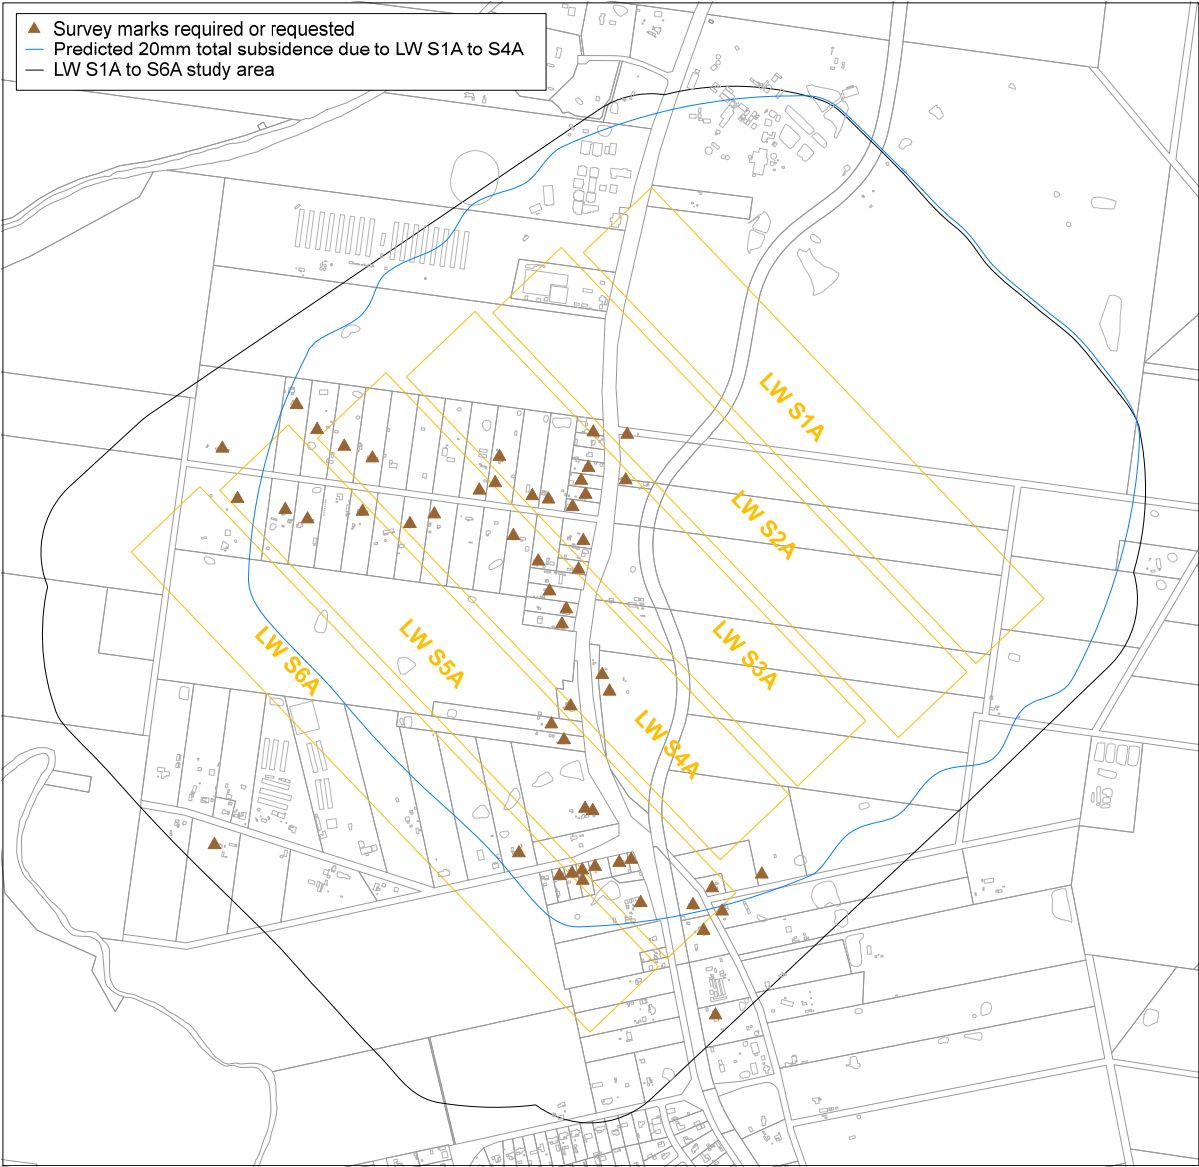 Survey marks required or requested
Predicted 20mm total subsidence due to LW S1A to S4A
LW S1A to S6A study area
LW S1A
LW S2A
LW S3A
LW S4A
LW S5A
LW S6A